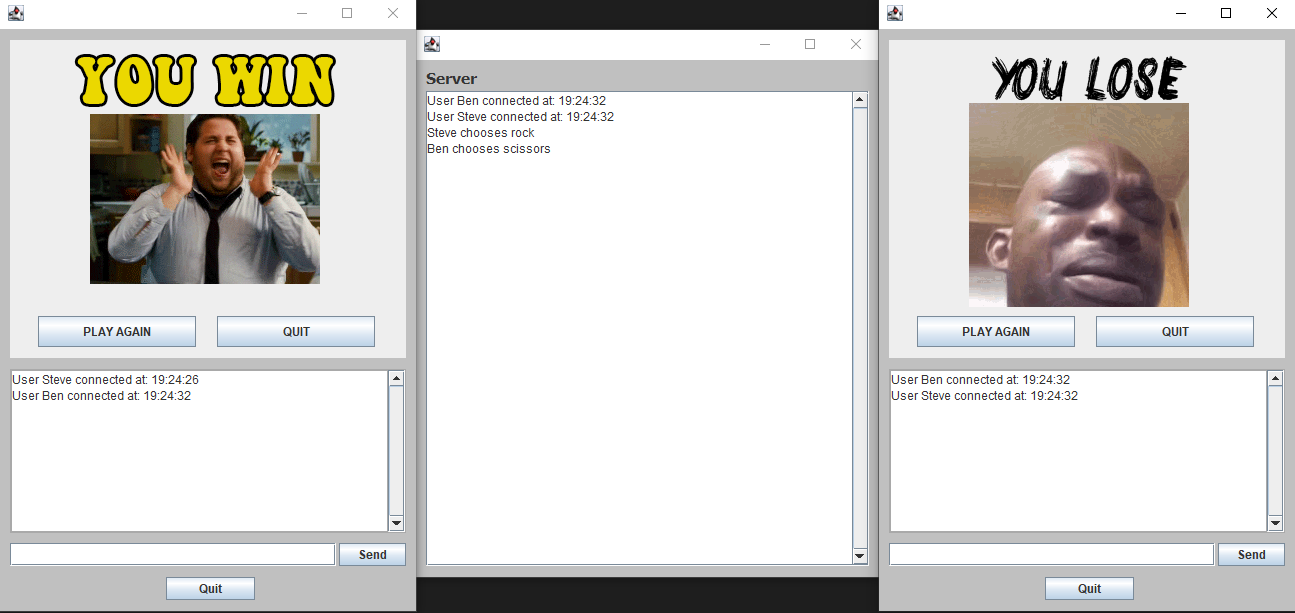 YOU WIN
PLAY AGAIN
QUIT
User Steve connected at: 19:24:26
User Ben connected at: 19:24:32
Send
Quit
Server
User Ben connected at: 19:24:32
User Steve connected at: 19:24:32
Steve chooses rock
Ben chooses scissors
YOU LOSE
PLAY AGAIN
QUIT
User Ben connected at: 19:24:32
User Steve connected at: 19:24:32
Send
Quit